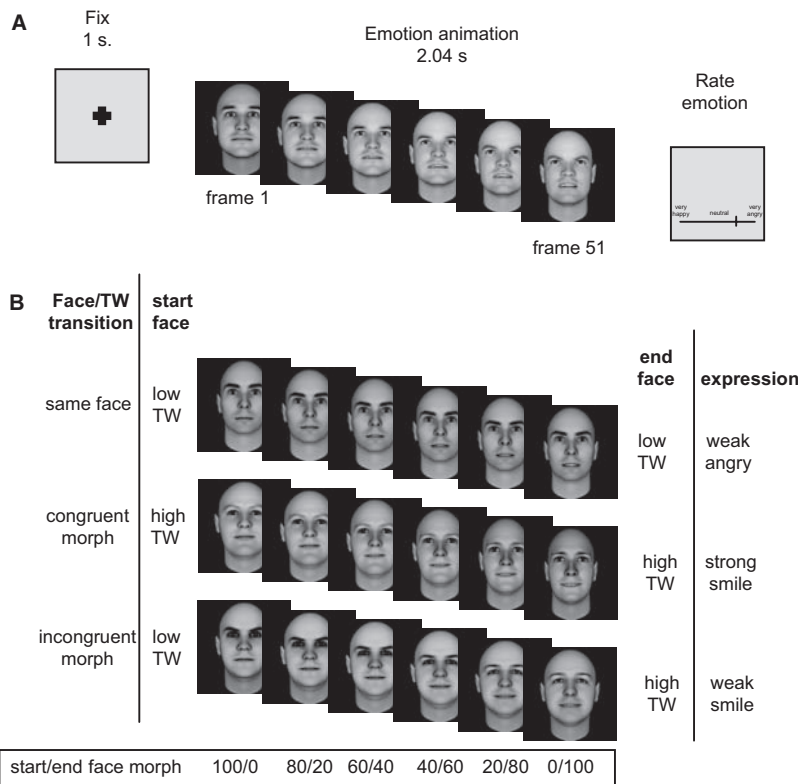 A
Fix
1 s.
Emotion animation
2.04 s
Rate
emotion
frame 1
frame 51
very
happy
neutral
very
angry
B
Face/TW
transition
start
face
end
face
expression
same face
low
TW
low
TW
weak
angry
congruent
morph
high
TW
high
TW
strong
smile
incongruent
morph
low
TW
high
TW
weak
smile
start/end face morph 100/0 80/20 60/40 40/60 20/80 0/100